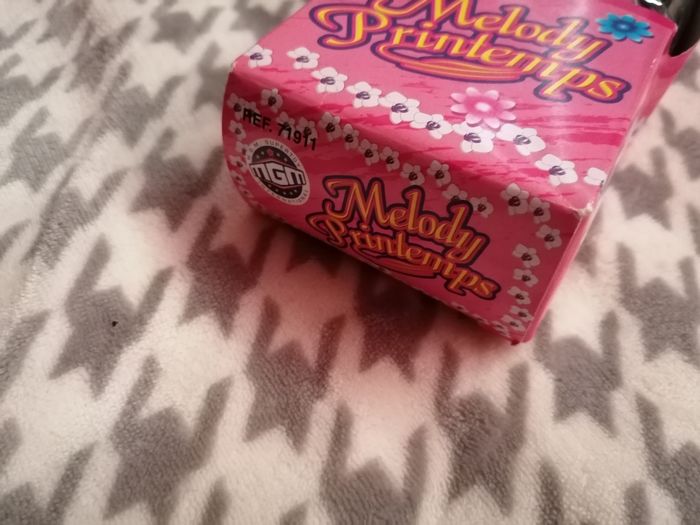 Melody
Printemps
REF. 71911
MGM
Melody
Printemps